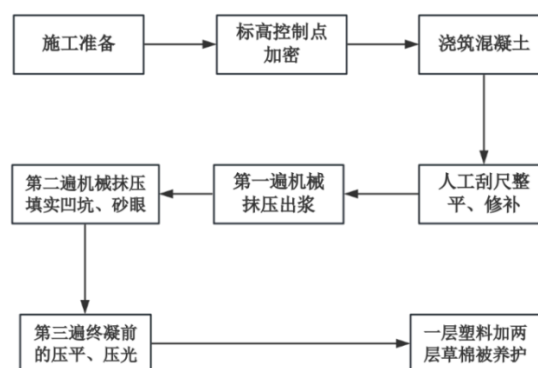 施工准备
标高控制点
加密
浇筑混凝土
人工刮尺整
平、修补
第一遍机械
抹压出浆
第二遍机械抹压
填实凹坑、砂眼
第三遍终凝前
的压平、压光
一层塑料加两
层草棉被养护